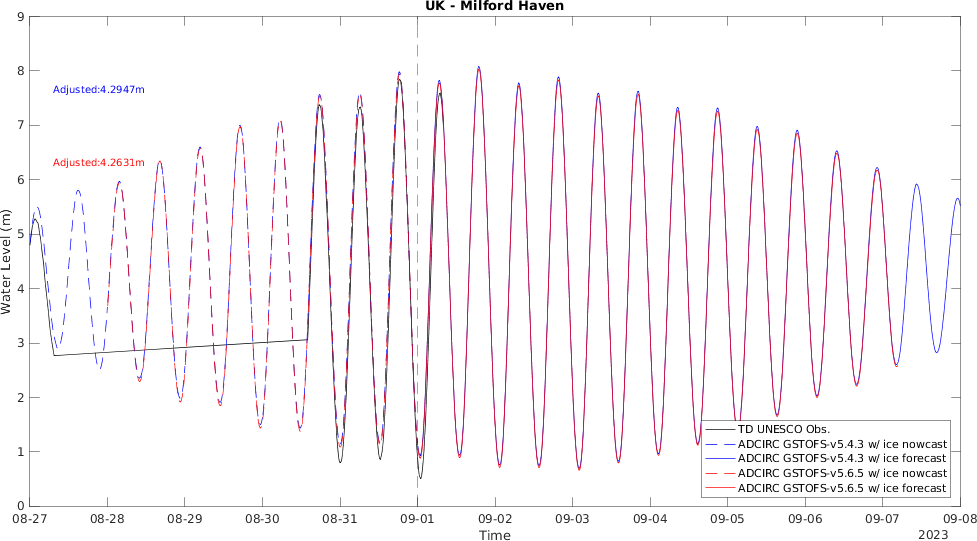 UK - Milford Haven
9
8
7
6
5
4
3
2
1
0
Water Level (m)
Adjusted:4.2947m
Adjusted:4.2631m
TD UNESCO Obs.
ADCIRC GSTOFS-v5.4.3 w/ ice nowcast
ADCIRC GSTOFS-v5.4.3 w/ ice forecast
ADCIRC GSTOFS-v5.6.5 w/ ice nowcast
ADCIRC GSTOFS-v5.6.5 w/ ice forecast
08-27 08-28 08-29 08-30 08-31 09-01 09-02 09-03 09-04 09-05 09-06 09-07 09-08
Time
2023